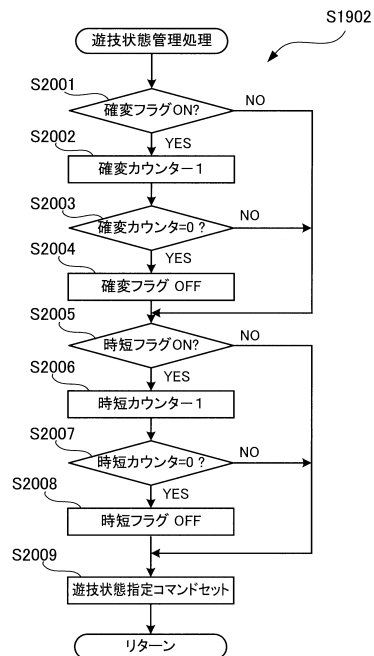 S1902
遊技状態管理処理
S2001
確変フラグON?
NO
YES
S2002
確変カウンター1
S2003
確変カウンタ=0？
NO
YES
S2004
確変フラグ OFF
S2005
時短フラグON?
NO
YES
S2006
時短カウンター1
S2007
時短カウンタ=0？
NO
YES
S2008
時短フラグ OFF
S2009
遊技状態指定コマンドセット
リターン